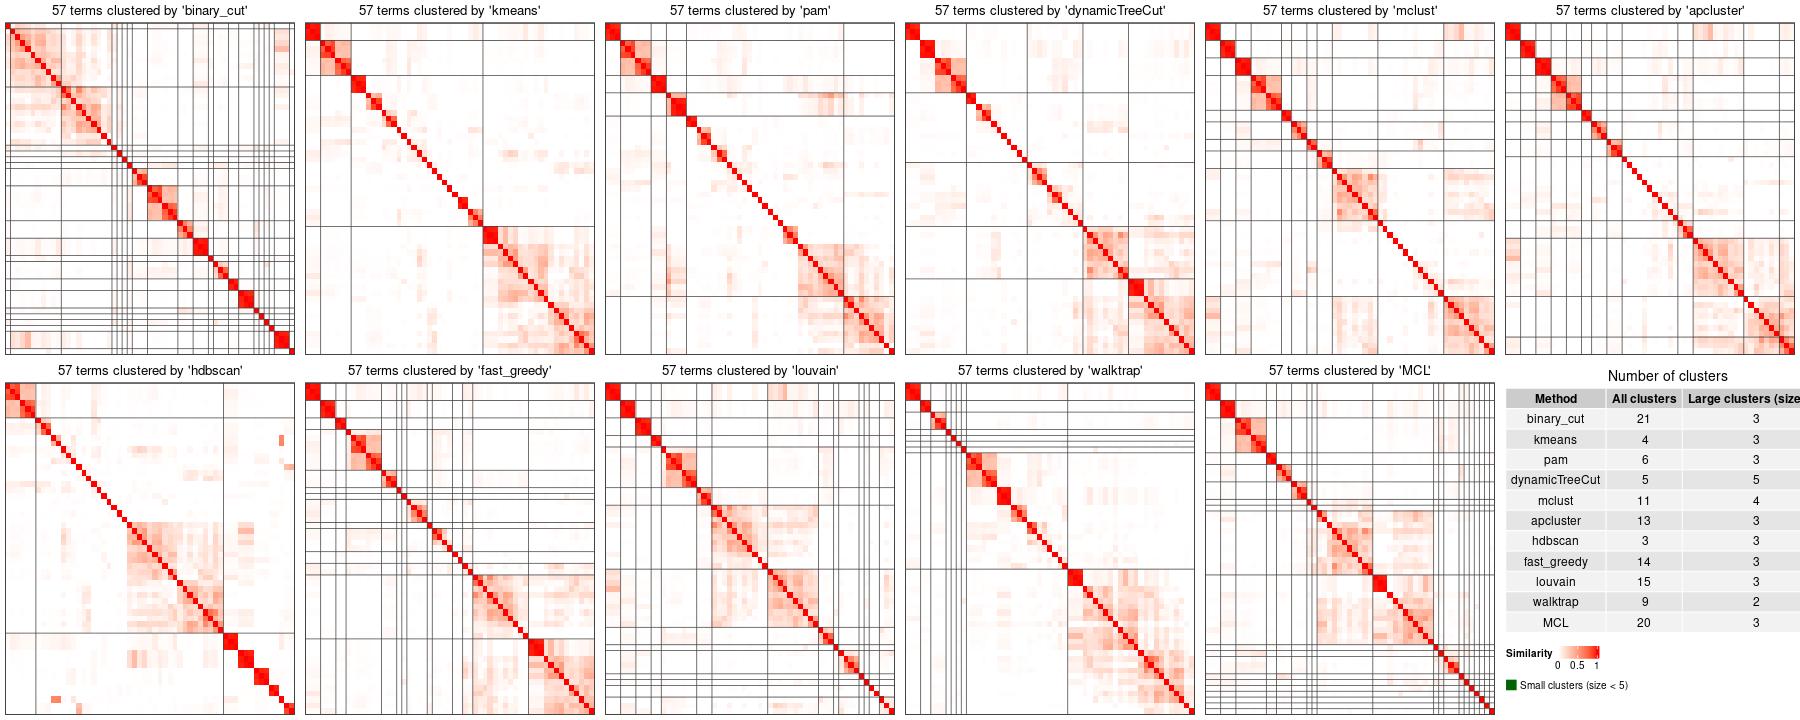 57 terms clustered by 'binary_cut'
57 terms clustered by 'kmeans'
57 terms clustered by 'pam'
57 terms clustered by 'dynamicTreeCut'
57 terms clustered by 'mclust'
57 terms clustered by 'apcluster'
57 terms clustered by 'hdbscan'
57 terms clustered by 'fast_greedy'
57 terms clustered by 'louvain'
57 terms clustered by 'walktrap'
57 terms clustered by 'MCL'
Number of clusters
Method All clusters Large clusters (size
binary_cut 21 3
kmeans 4 3
pam 6 3
dynamicTreeCut 5 5
mclust 11 4
apcluster 13 3
hdbscan 3 3
fast_greedy 14 3
louvain 15 3
walktrap 9 2
MCL 20 3
Similarity
0 0.5 1
Small clusters (size < 5)